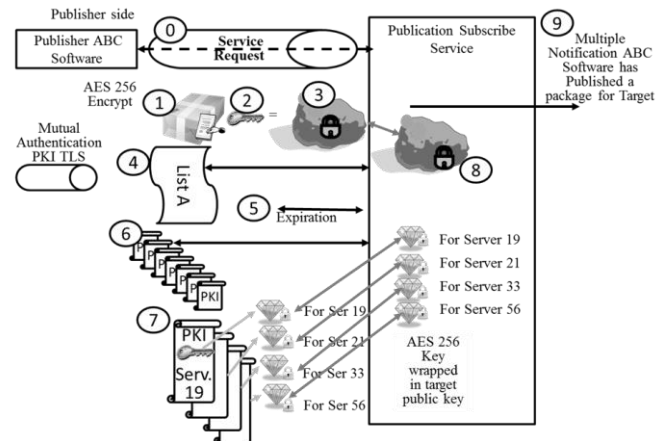 Publisher side
0
9
Publisher ABC
Software
Service
Request
Publication Subscribe
Service
Multiple
Notification ABC
Software has
Published a
package for Target
AES 256
Encrypt
1
2
=
3
Mutual
Authentication
PKI TLS
4
List A
8
5
Expiration
6
P
P
P
P
P
PKI
For Server 19
For Server 21
For Server 33
For Server 56
7
PKI
Serv.
19
For Ser 19
For Ser 21
For Ser 33
For Ser 56
AES 256
Key
wrapped
in target
public key